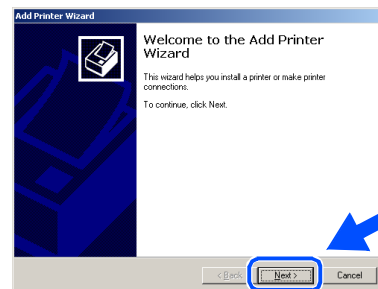 Add Printer Wizard
Welcome to the Add Printer
Wizard
This wizard helps you install a printer or make printer
connections.
To continue, click Next.
< Back
Next >
Cancel